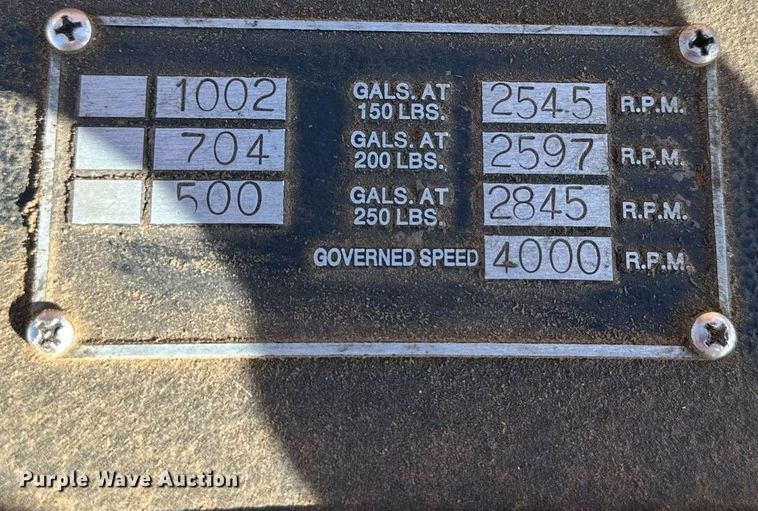 1002 GALS. AT 150 LBS. 2545 R.P.M.
704 GALS. AT 200 LBS. 2597 R.P.M.
500 GALS. AT 250 LBS. 2845 R.P.M.
GOVERNED SPEED 4000 R.P.M.
Purple Wave Auction